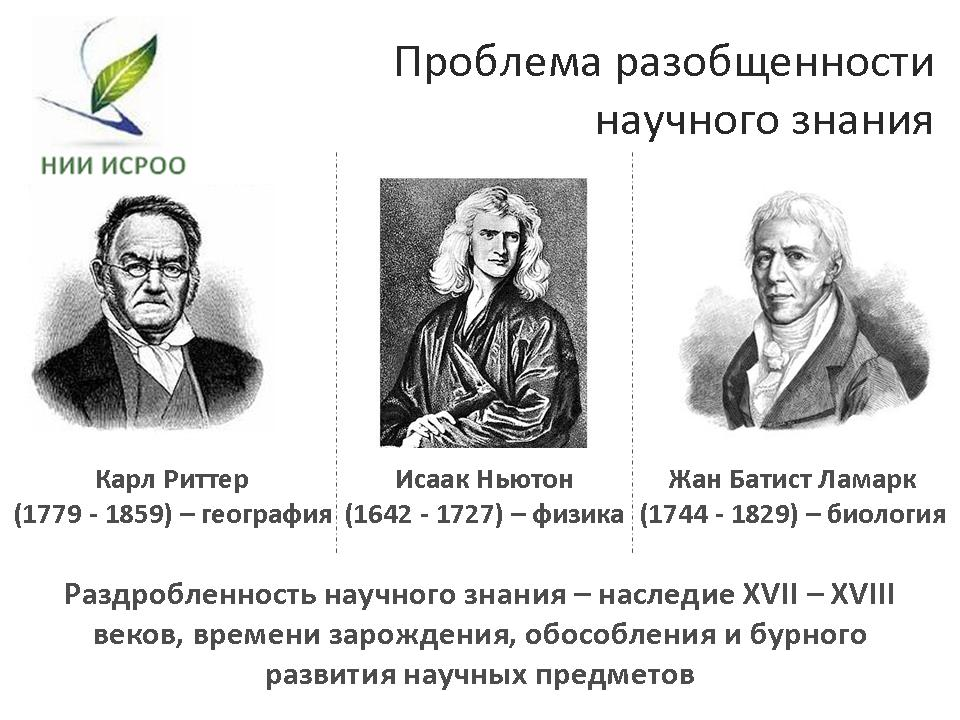 Проблема разобщенности
научного знания
НИИ ИСРОО
Карл Риттер
(1779 - 1859) – география
Исаак Ньютон
(1642 - 1727) – физика
Жан Батист Ламарк
(1744 - 1829) – биология
Раздробленность научного знания – наследие XVII – XVIII
веков, времени зарождения, обособления и бурного
развития научных предметов